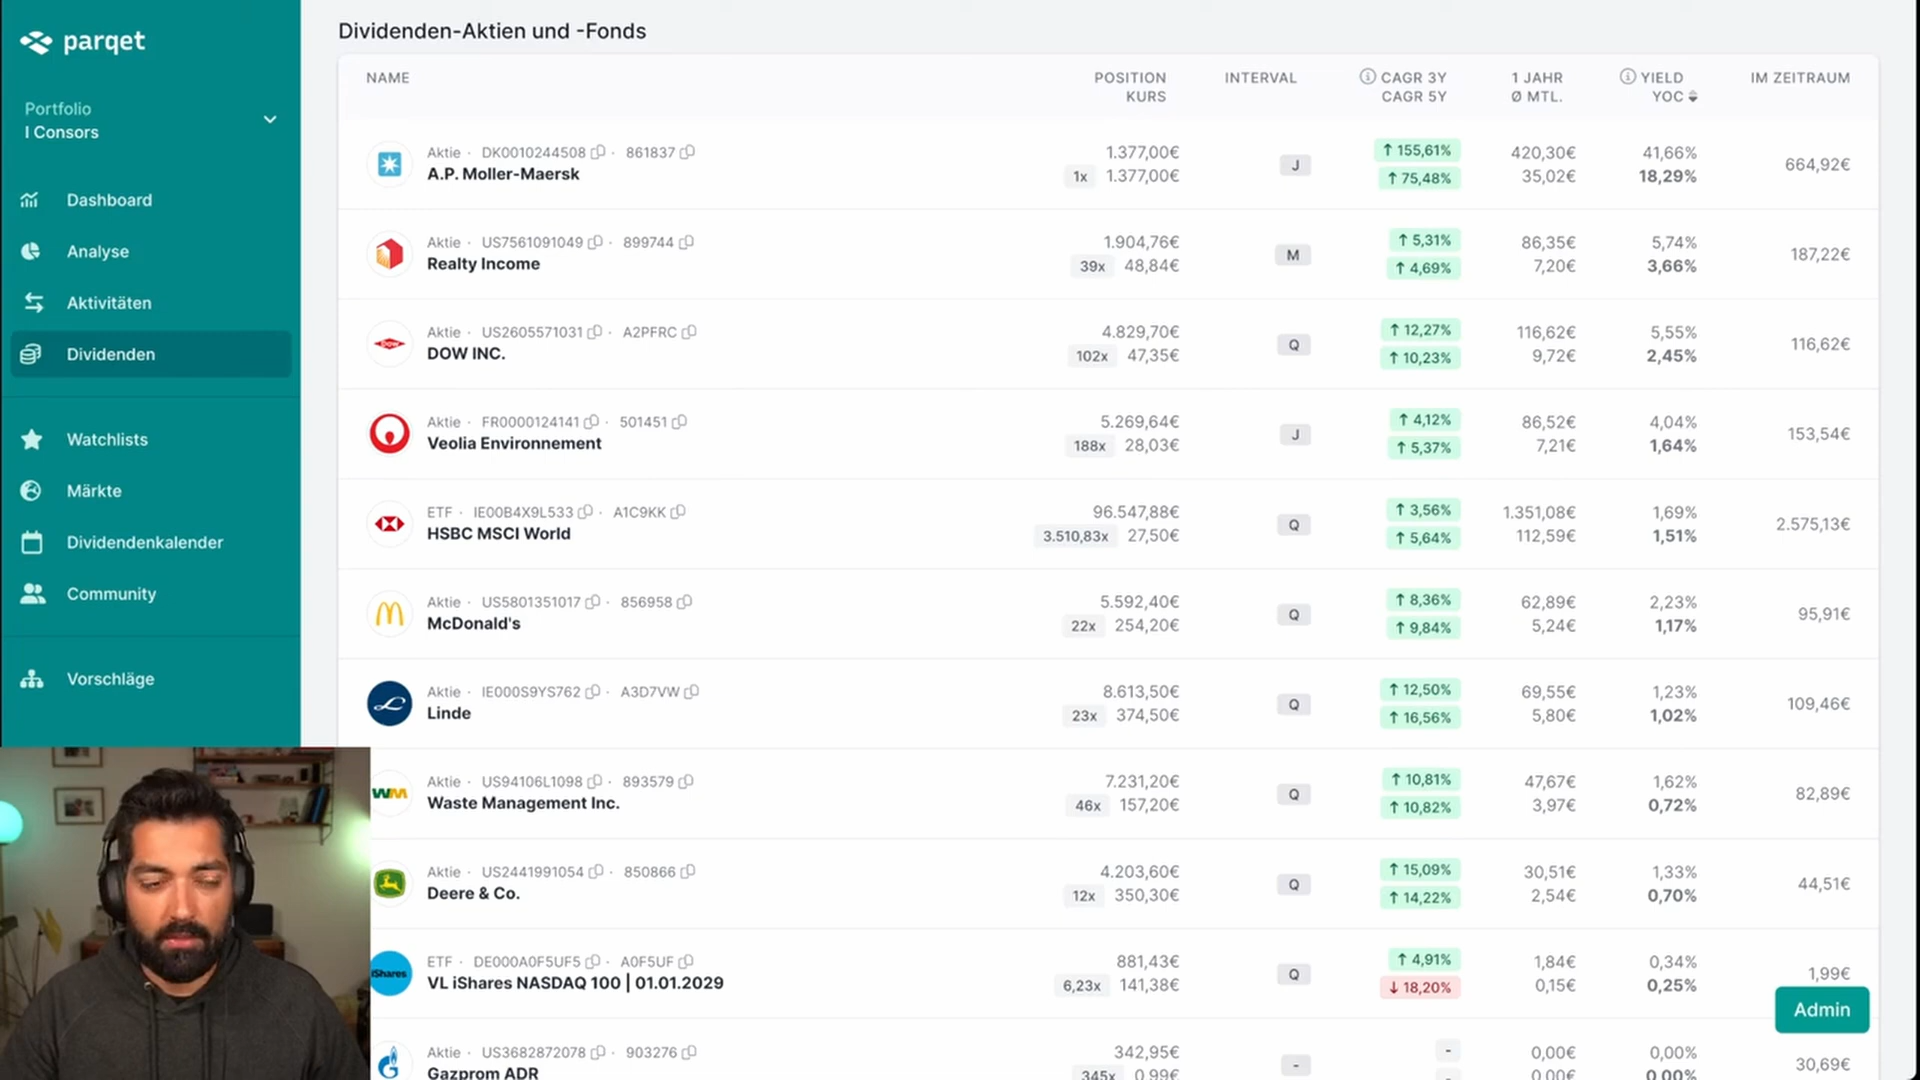 parqet
Portfolio
I Consors
Dashboard
Analyse
Aktivitäten
Dividenden
Watchlists
Märkte
Dividendenkalender
Community
Vorschläge
Dividenden-Aktien und -Fonds
NAME
POSITION
KURS
INTERVAL
CAGR 3Y
CAGR 5Y
1 JAHR
Ø MTL.
YIELD
YOC
IM ZEITRAUM
Aktie · DK0010244508 · 861837
A.P. Moller-Maersk
1.377,00€
1x 1.377,00€
J
↑ 155,61%
↑ 75,48%
420,30€
35,02€
41,66%
18,29%
664,92€
Aktie · US7561091049 · 899744
Realty Income
1.904,76€
39x 48,84€
M
↑ 5,31%
↑ 4,69%
86,35€
7,20€
5,74%
3,66%
187,22€
Aktie · US2605571031 · A2PFRC
DOW INC.
4.829,70€
102x 47,35€
Q
↑ 12,27%
↑ 10,23%
116,62€
9,72€
5,55%
2,45%
116,62€
Aktie · FR0000124141 · 501451
Veolia Environnement
5.269,64€
188x 28,03€
J
↑ 4,12%
↑ 5,37%
86,52€
7,21€
4,04%
1,64%
153,54€
ETF · IE00B4X9L533 · A1C9KK
HSBC MSCI World
96.547,88€
3.510,83x 27,50€
Q
↑ 3,56%
↑ 5,64%
1.351,08€
112,59€
1,69%
1,51%
2.575,13€
Aktie · US5801351017 · 856958
McDonald's
5.592,40€
22x 254,20€
Q
↑ 8,36%
↑ 9,84%
62,89€
5,24€
2,23%
1,17%
95,91€
Aktie · IE000S9YS762 · A3D7VW
Linde
8.613,50€
23x 374,50€
Q
↑ 12,50%
↑ 16,56%
69,55€
5,80€
1,23%
1,02%
109,46€
WM
Aktie · US94106L1098 · 893579
Waste Management Inc.
7.231,20€
46x 157,20€
Q
↑ 10,81%
↑ 10,82%
47,67€
3,97€
1,62%
0,72%
82,89€
Aktie · US2441991054 · 850866
Deere & Co.
4.203,60€
12x 350,30€
Q
↑ 15,09%
↑ 14,22%
30,51€
2,54€
1,33%
0,70%
44,51€
iShares
ETF · DE000A0F5UF5 · A0F5UF
VL iShares NASDAQ 100 | 01.01.2029
881,43€
6,23x 141,38€
Q
↑ 4,91%
↓ 18,20%
1,84€
0,15€
0,34%
0,25%
1,99€
Admin
Aktie · US3682872078 · 903276
Gazprom ADR
342,95€
345x 0,99€
-
-
-
0,00€
0,00€
0,00%
0,00%
30,69€